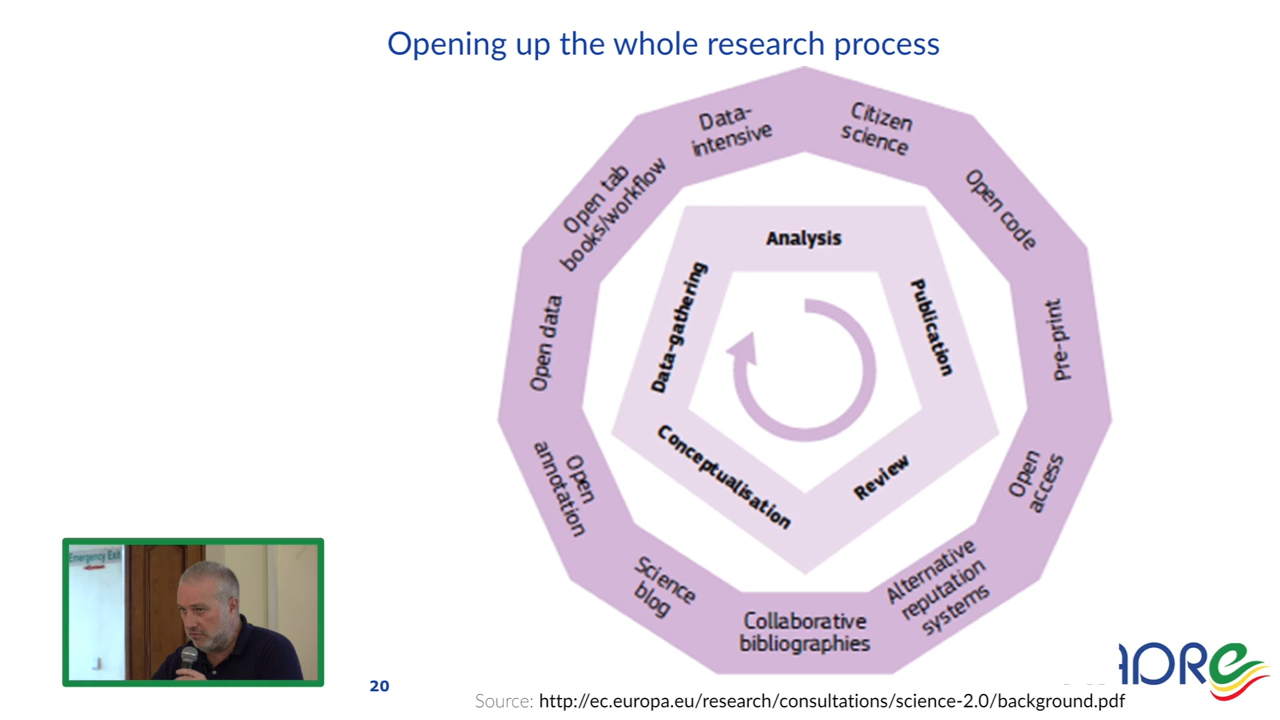 Opening up the whole research process
Data-
intensive
Citizen
science
Open tab
books/workflow
Open code
Analysis
Data-gathering
Publication
Open data
Pre-print
Conceptualisation
Review
Open
annotation
Open
access
Science
blog
Collaborative
bibliographies
Alternative
reputation
systems
Emergency Exit
20
Source: http://ec.europa.eu/research/consultations/science-2.0/background.pdf